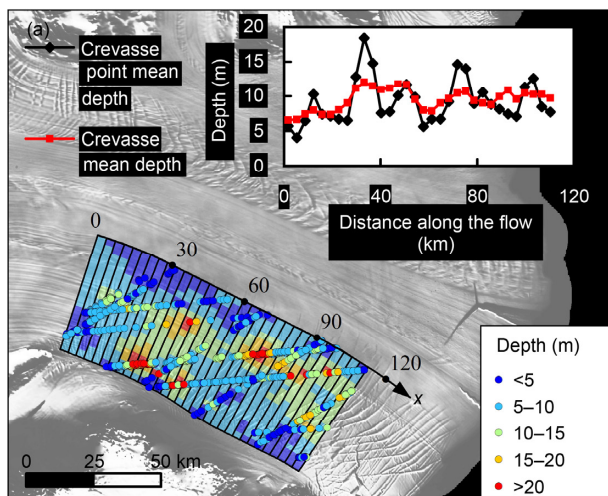 (a)
Crevasse
point mean
depth
Crevasse
mean depth
Depth (m)
20
15
10
5
0
0
40
80
120
Distance along the flow
(km)
0
30
60
90
120
x
Depth (m)
<5
5–10
10–15
15–20
>20
0
25
50 km